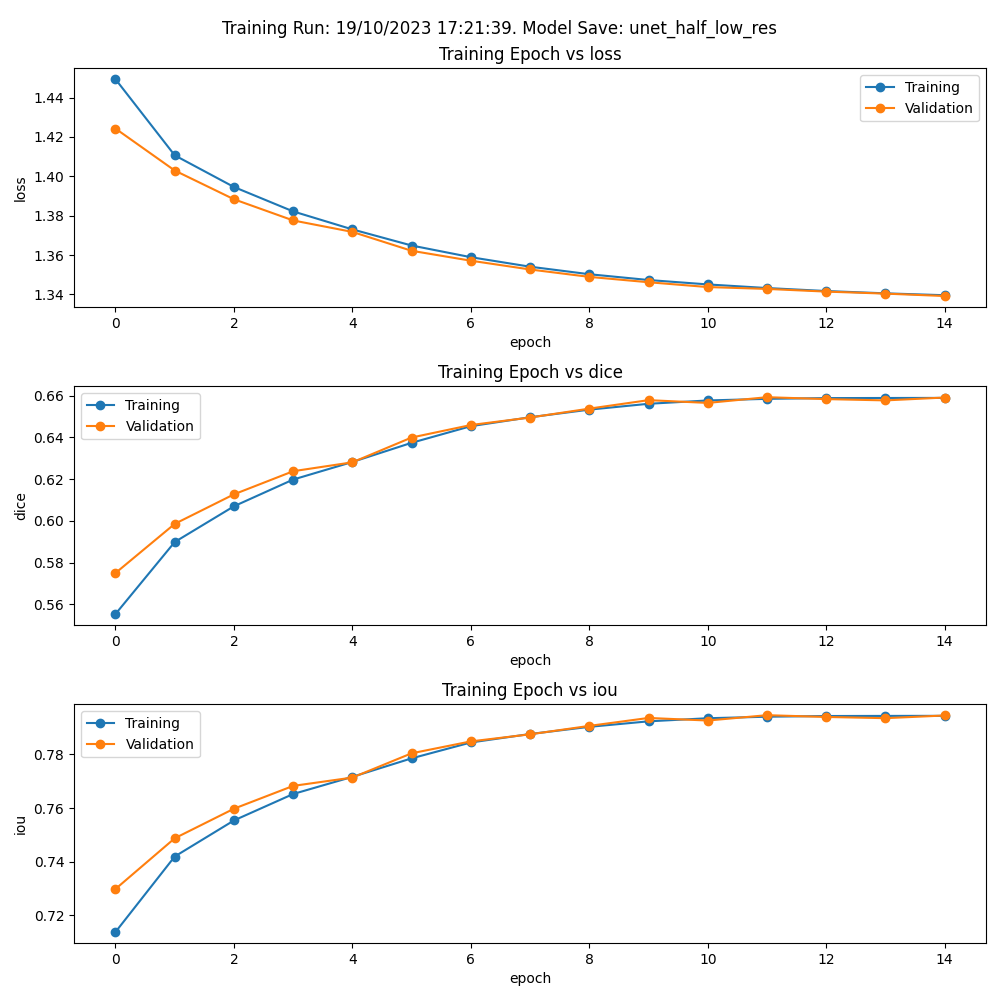 Training Run: 19/10/2023 17:21:39. Model Save: unet_half_low_res
Training Epoch vs loss
Training
Validation
1.44
1.42
1.40
1.38
1.36
1.34
loss
0 2 4 6 8 10 12 14
epoch
Training Epoch vs dice
Training
Validation
0.66
0.64
0.62
0.60
0.58
0.56
dice
0 2 4 6 8 10 12 14
epoch
Training Epoch vs iou
Training
Validation
0.78
0.76
0.74
0.72
iou
0 2 4 6 8 10 12 14
epoch